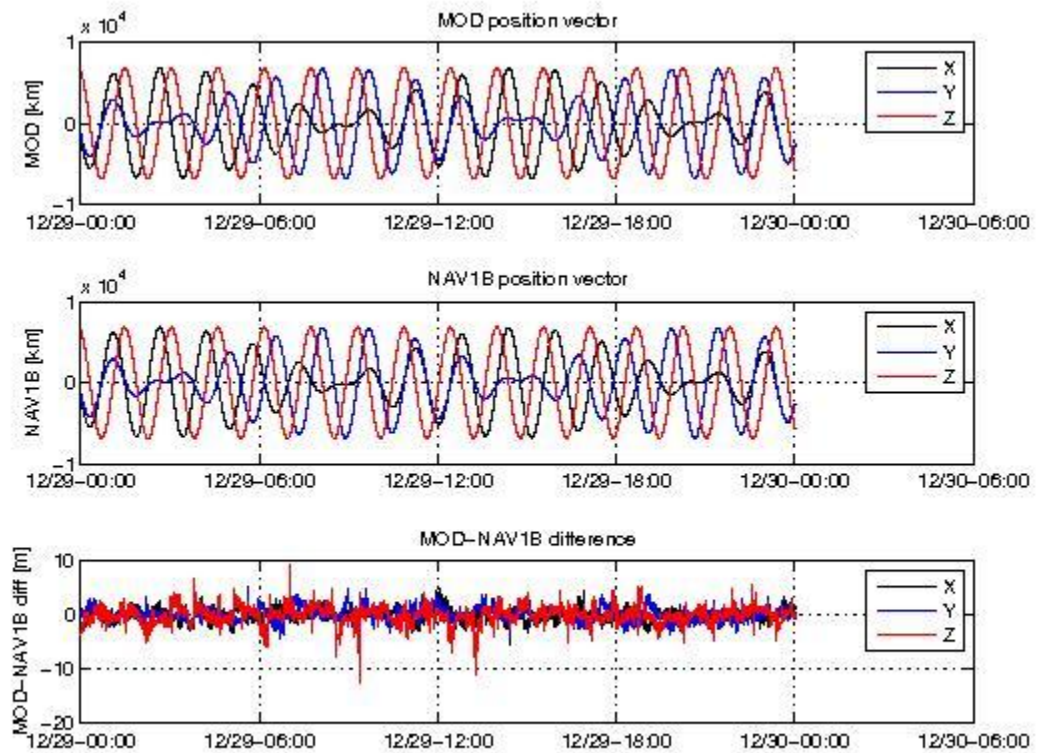 MOD position vector
x 10^4
1
0
−1
MOD [km]
X
Y
Z
12/29−00:00 12/29−06:00 12/29−12:00 12/29−18:00 12/30−00:00 12/30−06:00
NAV1B position vector
x 10^4
1
0
−1
NAV1B [km]
X
Y
Z
12/29−00:00 12/29−06:00 12/29−12:00 12/29−18:00 12/30−00:00 12/30−06:00
MOD−NAV1B difference
10
0
−10
−20
MOD−NAV1B diff [m]
X
Y
Z
12/29−00:00 12/29−06:00 12/29−12:00 12/29−18:00 12/30−00:00 12/30−06:00